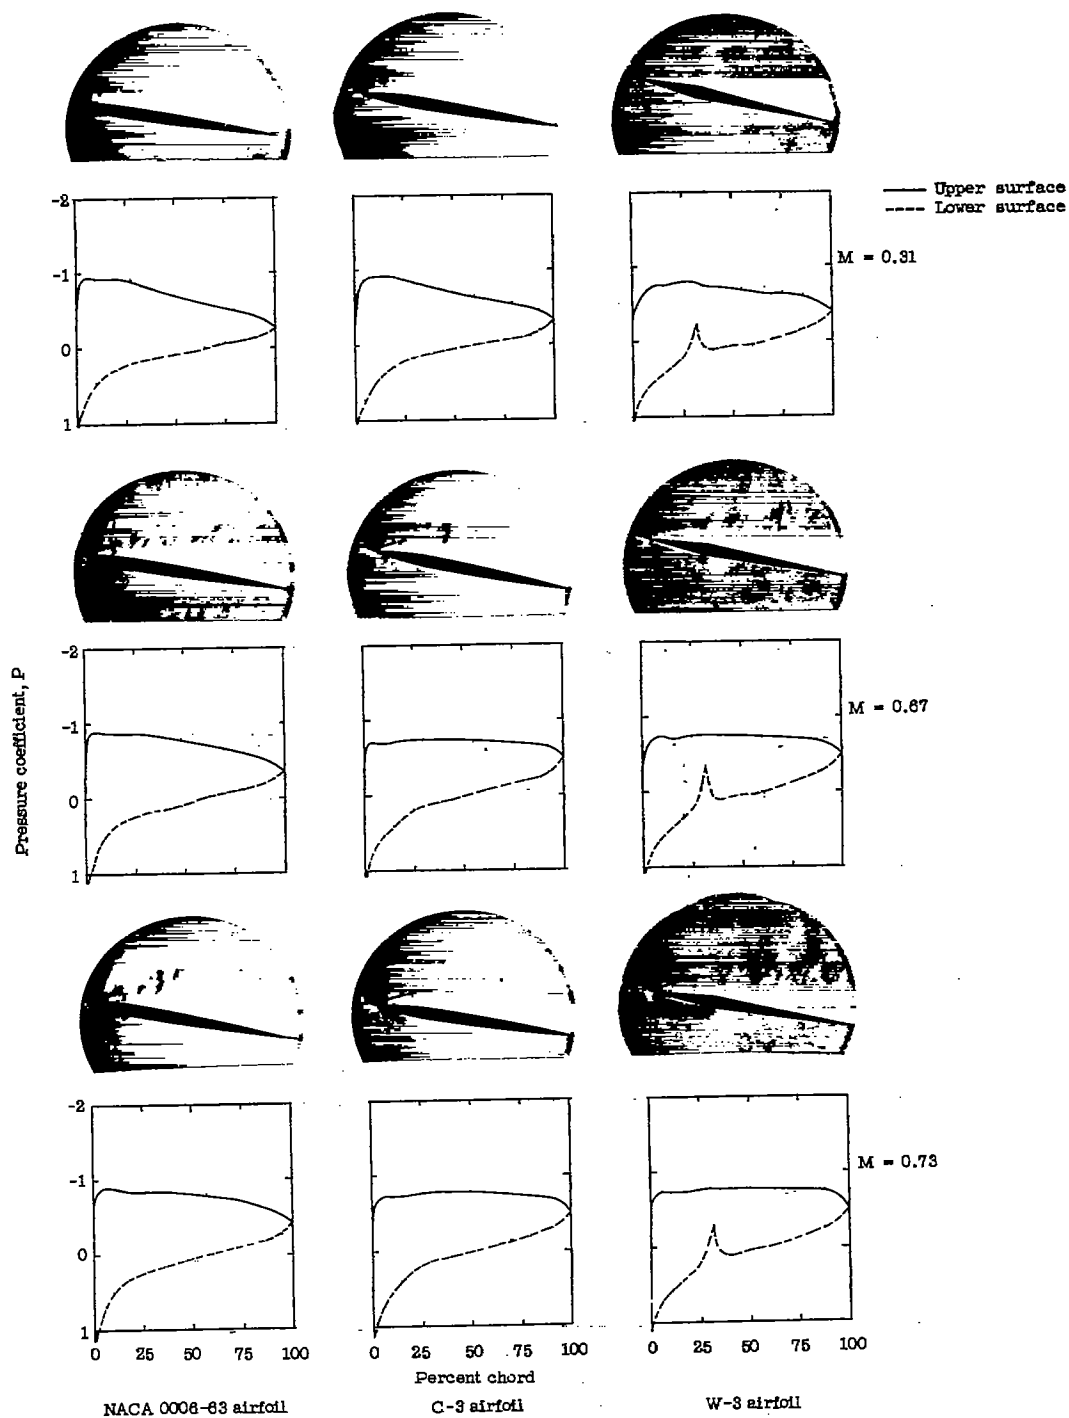 -2
Upper surface
Lower surface
-1
M = 0.31
0
1
-2
-1
M = 0.67
Pressure coefficient, P
0
1
-2
-1
M = 0.73
0
1
0 25 50 75 100
0 25 50 75 100
0 25 50 75 100
Percent chord
NACA 0006-63 airfoil
C-3 airfoil
W-3 airfoil